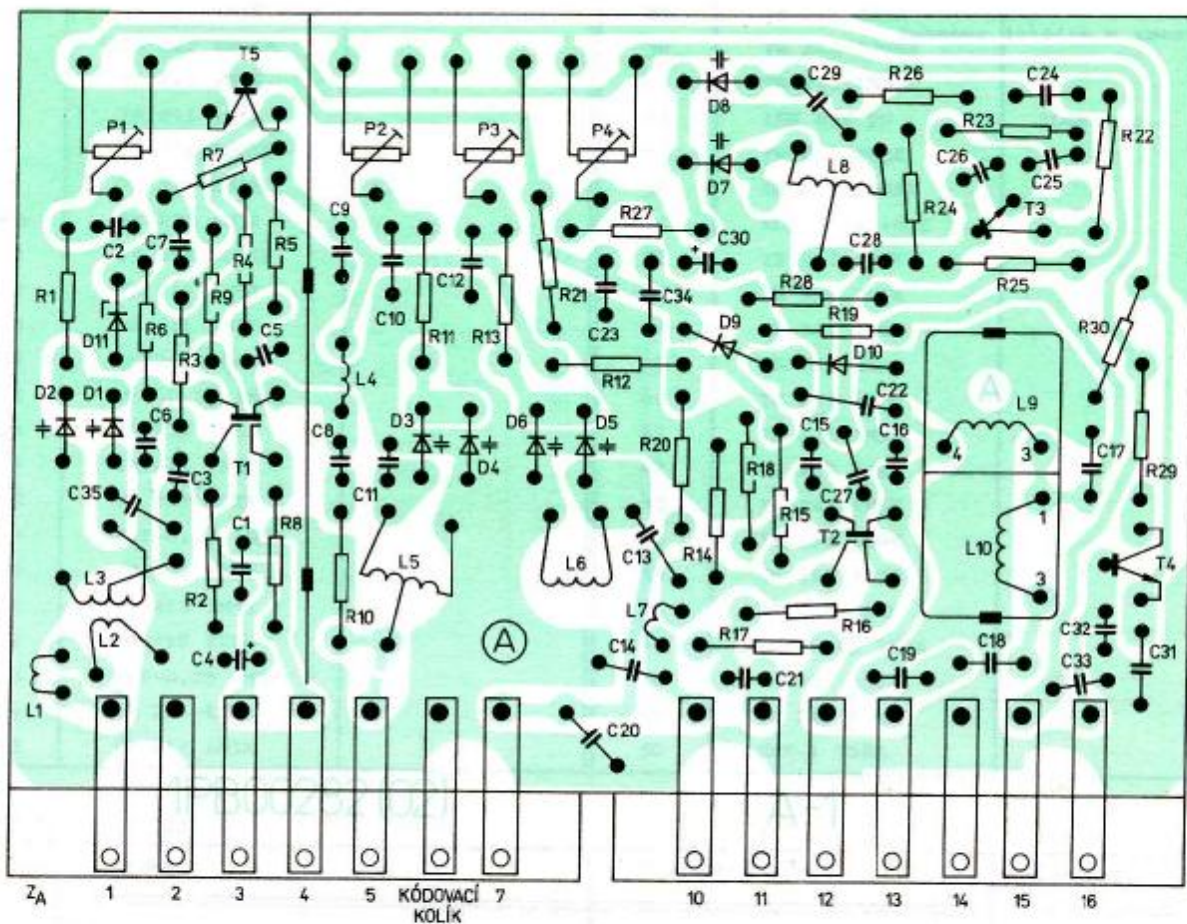 T5 C29 R26 C24
D8
P1 P2 P3 P4 R23 R22
R7 D7 L8 C26 C25
C9 R24 T3
C2 C7 R4 R5 R27 C30 C28
R1 R9 C12 R21 R28 R25
D11 R6 R3 C5 C10 R11 R13 C23 C34 D9 R19 R30
R12 D10
L4
D2 D1 C6 D3 D6 D5 C22 L9 A
C8 R20 C15 C16 4 3 C17
C3 T1 D4 R18 R29
C35 C11 C27
C1 R8 C13 R14 R15 T2 1
L3 R2 R10 L5 L6 L10 T4
L7 3
L2 R16 C32
C4 A C14 R17 C19 C18 C31
L1 C21 C33
C20
1PB00282(02) A-1
ZA 1 2 3 4 5 KÓDOVACÍ 7 10 11 12 13 14 15 16
KOLÍK